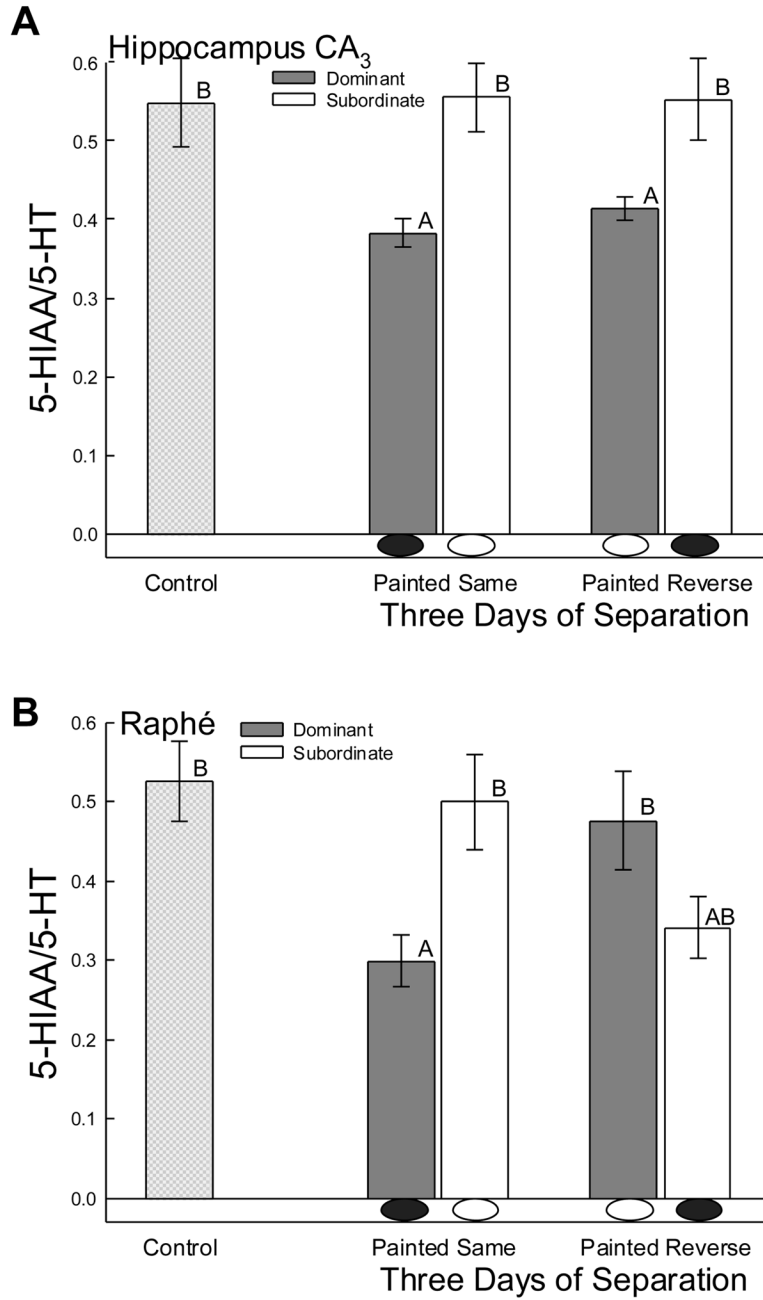 A
Hippocampus CA3
Dominant
Subordinate
0.6
0.5
0.4
0.3
0.2
0.1
0.0
5-HIAA/5-HT
B
A
B
A
B
Control
Painted Same
Painted Reverse
Three Days of Separation
B
Raphé
Dominant
Subordinate
0.6
0.5
0.4
0.3
0.2
0.1
0.0
5-HIAA/5-HT
B
A
B
B
AB
Control
Painted Same
Painted Reverse
Three Days of Separation